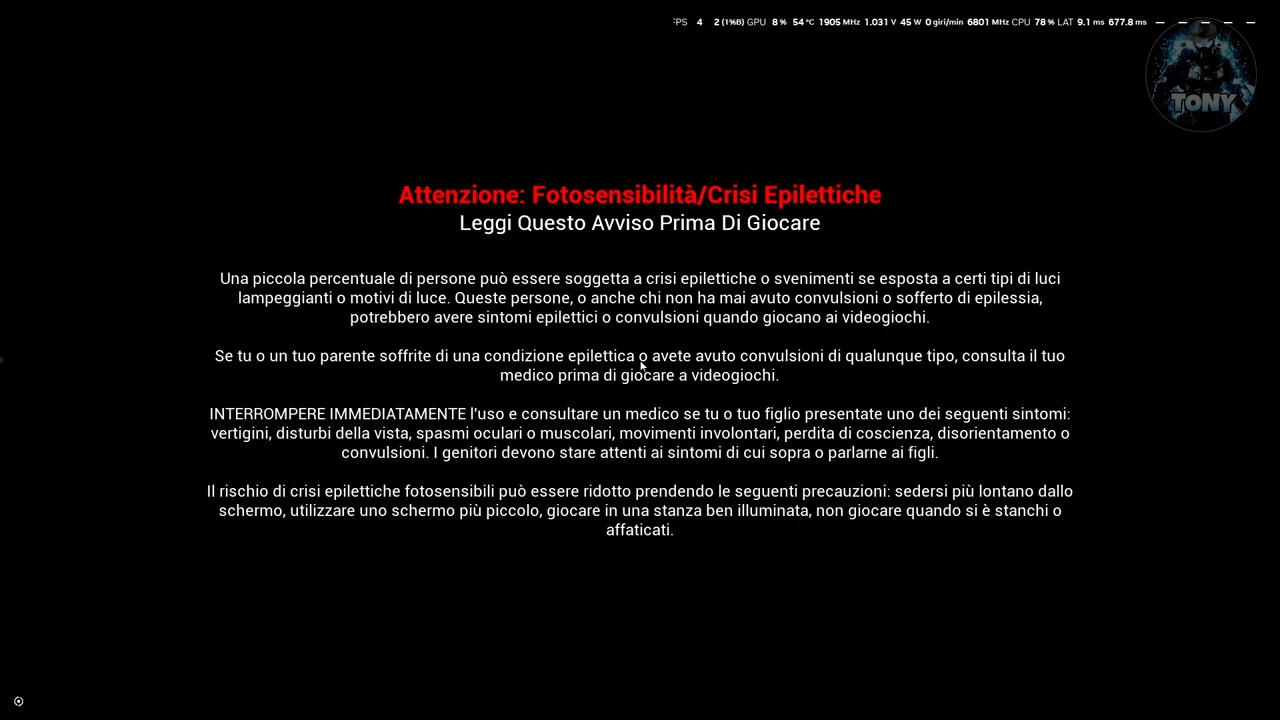 FPS 4 2 (1%B) GPU 8 % 54 °C 1905 MHz 1.031 V 45 W 0 giri/min 6801 MHz CPU 78 % LAT 9.1 ms 677.8 ms
TONY
Attenzione: Fotosensibilità/Crisi Epilettiche
Leggi Questo Avviso Prima Di Giocare
Una piccola percentuale di persone può essere soggetta a crisi epilettiche o svenimenti se esposta a certi tipi di luci
lampeggianti o motivi di luce. Queste persone, o anche chi non ha mai avuto convulsioni o sofferto di epilessia,
potrebbero avere sintomi epilettici o convulsioni quando giocano ai videogiochi.
Se tu o un tuo parente soffrite di una condizione epilettica o avete avuto convulsioni di qualunque tipo, consulta il tuo
medico prima di giocare a videogiochi.
INTERROMPERE IMMEDIATAMENTE l'uso e consultare un medico se tu o tuo figlio presentate uno dei seguenti sintomi:
vertigini, disturbi della vista, spasmi oculari o muscolari, movimenti involontari, perdita di coscienza, disorientamento o
convulsioni. I genitori devono stare attenti ai sintomi di cui sopra o parlarne ai figli.
Il rischio di crisi epilettiche fotosensibili può essere ridotto prendendo le seguenti precauzioni: sedersi più lontano dallo
schermo, utilizzare uno schermo più piccolo, giocare in una stanza ben illuminata, non giocare quando si è stanchi o
affaticati.